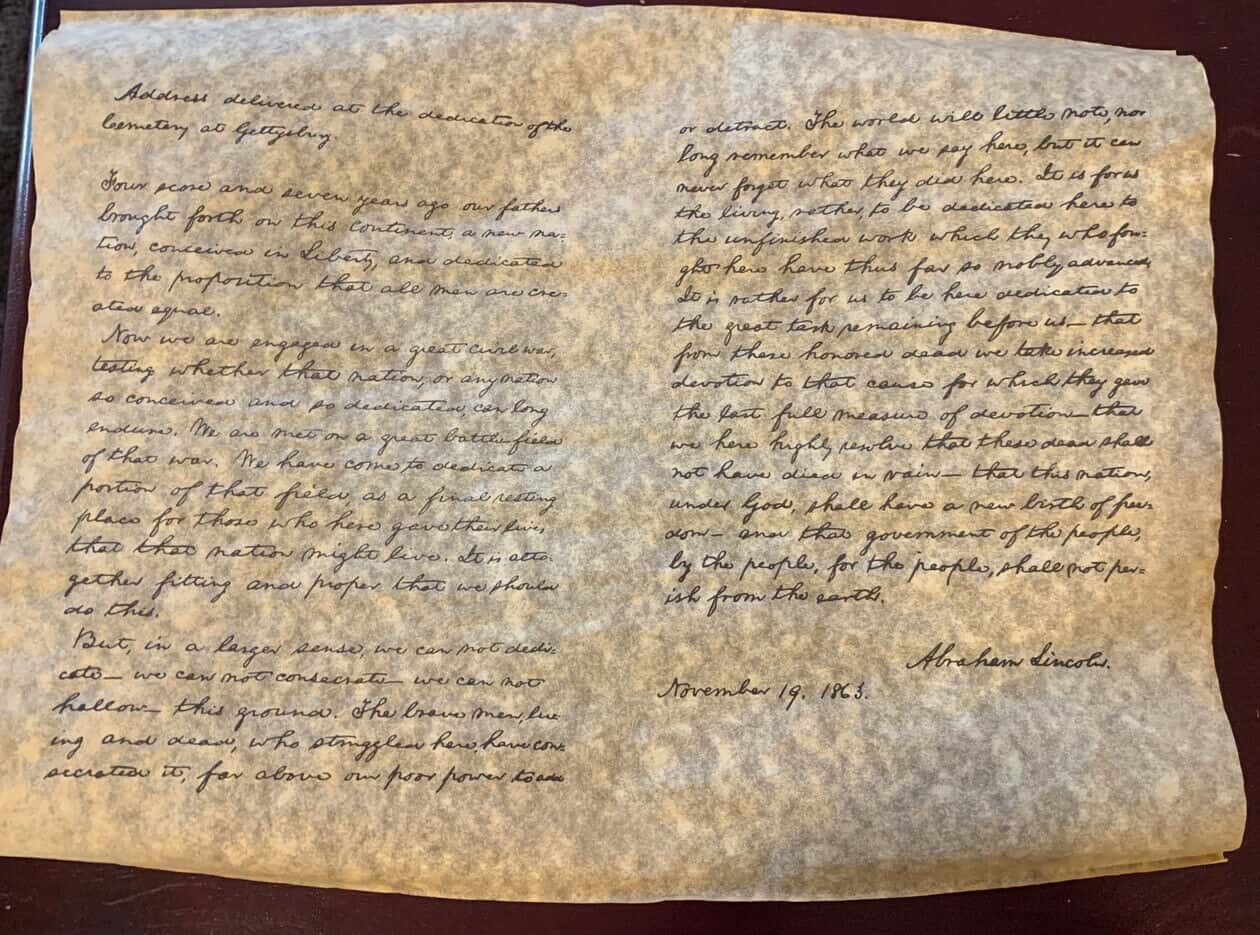 Address delivered at the dedication of the
Cemetery at Gettysburg.
Four score and seven years ago our fathers
brought forth on this continent, a new na-
tion, conceived in Liberty, and dedicated
to the proposition that all men are cre-
ated equal.
Now we are engaged in a great civil war,
testing whether that nation, or any nation
so conceived and so dedicated, can long
endure. We are met on a great battle-field
of that war. We have come to dedicate a
portion of that field, as a final resting
place for those who here gave their lives
that that nation might live. It is alto-
gether fitting and proper that we should
do this.
But, in a larger sense, we can not dedi-
cate— we can not consecrate— we can not
hallow— this ground. The brave men, liv-
ing and dead, who struggled here, have con-
secrated it, far above our poor power to add
or detract. The world will little note, nor
long remember what we say here, but it can
never forget what they did here. It is for us
the living, rather, to be dedicated here to
the unfinished work which they who fou-
ght here have thus far so nobly advanced.
It is rather for us to be here dedicated to
the great task remaining before us— that
from these honored dead we take increased
devotion to that cause for which they gave
the last full measure of devotion— that
we here highly resolve that these dead shall
not have died in vain— that this nation,
under God, shall have a new birth of free-
dom— and that government of the people,
by the people, for the people, shall not per-
ish from the earth.
Abraham Lincoln.
November 19. 1863.